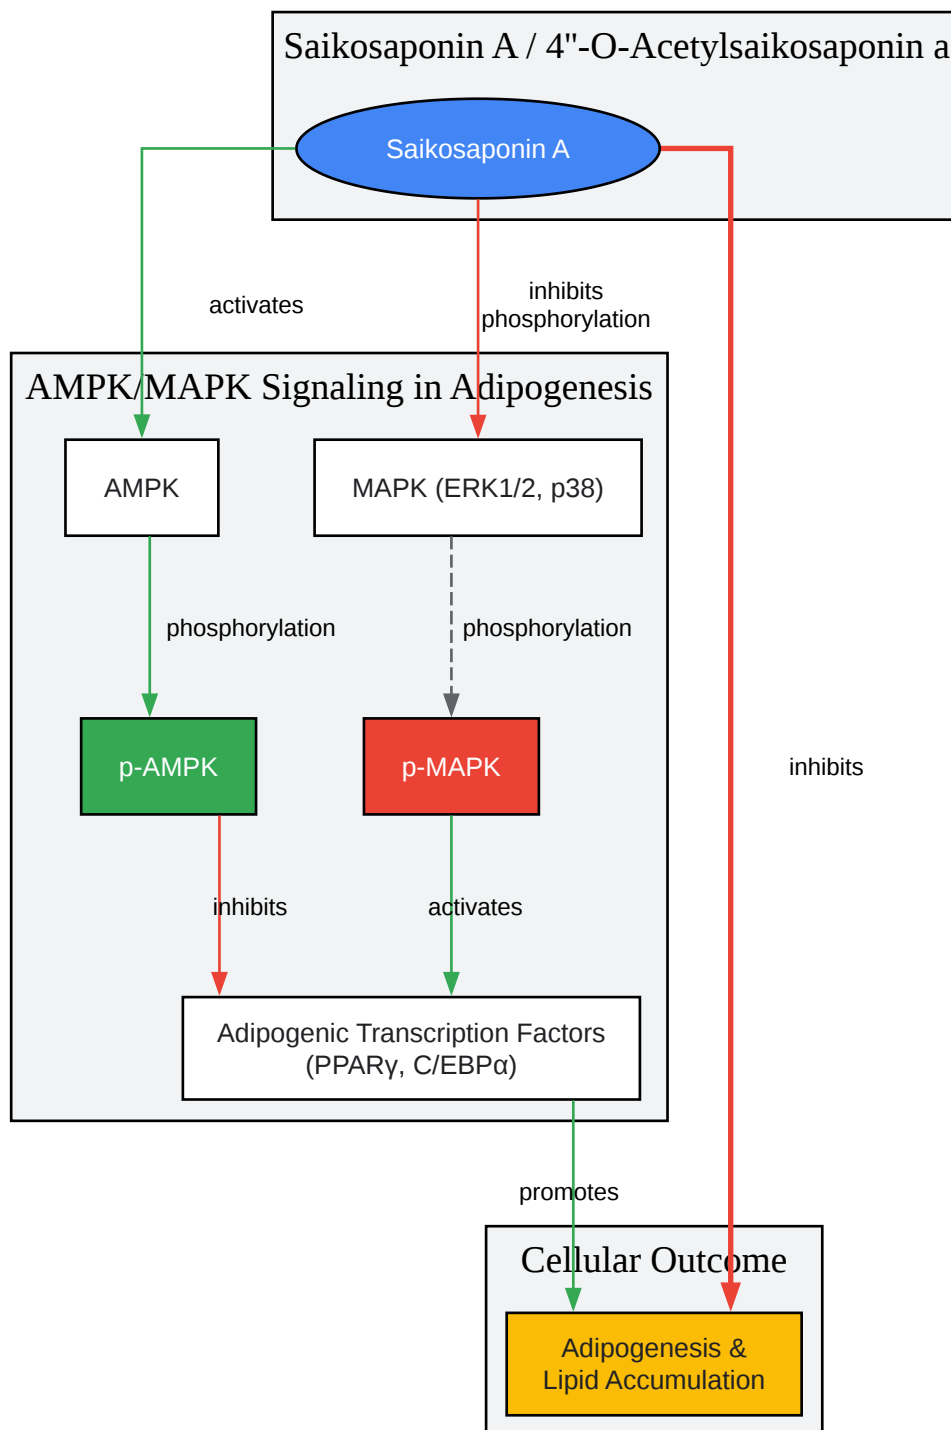 Saikosaponin A / 4"-O-Acetylsaikosaponin a
Saikosaponin A
activates
inhibits
phosphorylation
AMPK/MAPK Signaling in Adipogenesis
AMPK
MAPK (ERK1/2, p38)
phosphorylation
phosphorylation
p-AMPK
p-MAPK
inhibits
inhibits
activates
Adipogenic Transcription Factors
(PPARγ, C/EBPα)
promotes
Cellular Outcome
Adipogenesis &
Lipid Accumulation